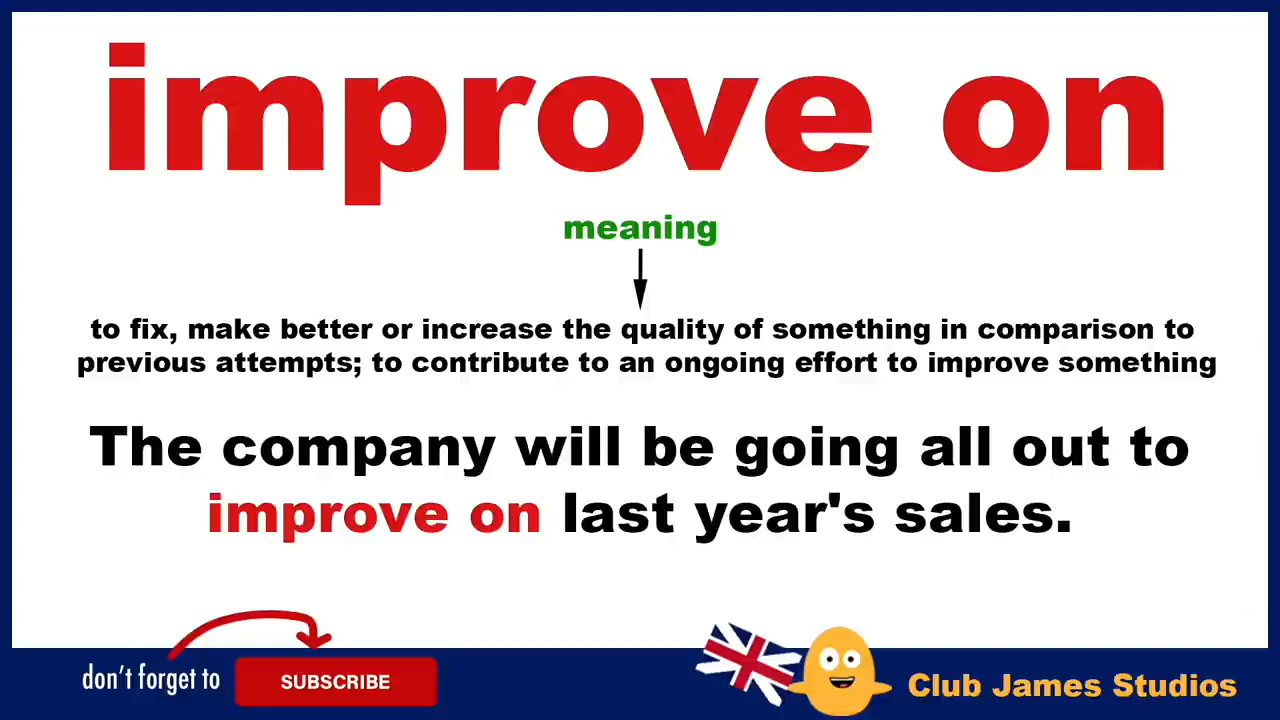 improve on
meaning
to fix, make better or increase the quality of something in comparison to
previous attempts; to contribute to an ongoing effort to improve something
The company will be going all out to
improve on last year's sales.
don't forget to
SUBSCRIBE
Club James Studios